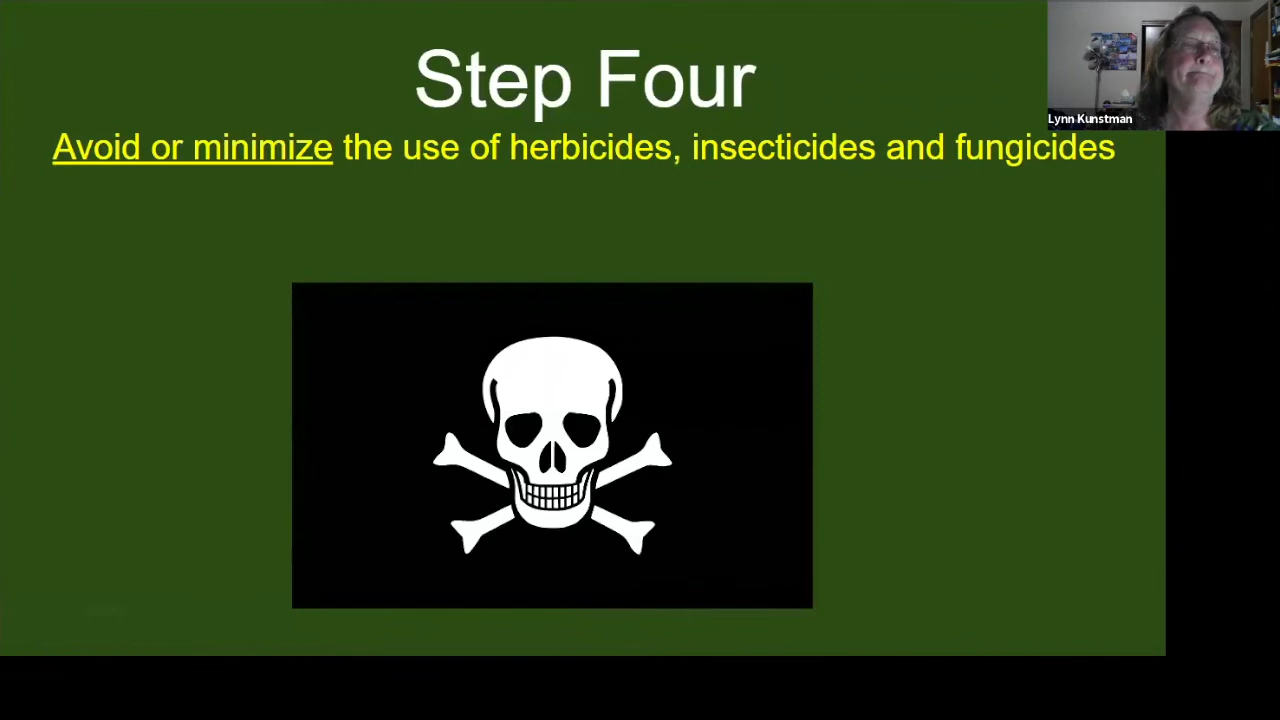 Step Four
Avoid or minimize the use of herbicides, insecticides and fungicides
Lynn Kunstman